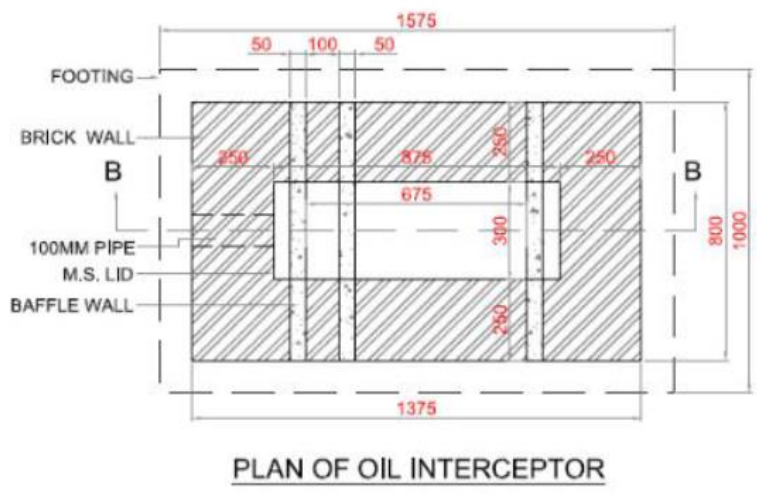 1575
50 100 50
FOOTING
BRICK WALL
250
250 875 250
B B
675
100MM PIPE
300
800
1000
M.S. LID
BAFFLE WALL
250
1375
PLAN OF OIL INTERCEPTOR